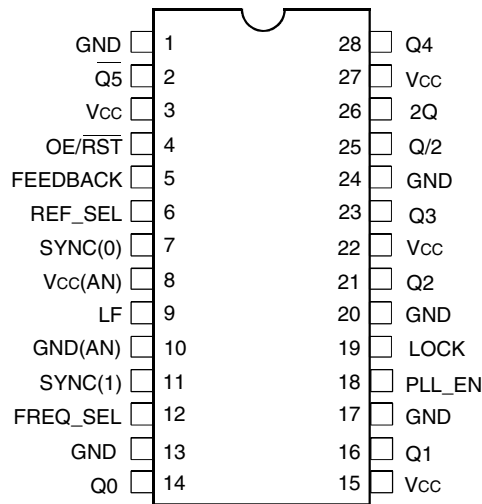 GND 1 28 Q4
Q5 2 27 Vcc
Vcc 3 26 2Q
OE/RST 4 25 Q/2
FEEDBACK 5 24 GND
REF_SEL 6 23 Q3
SYNC(0) 7 22 Vcc
Vcc(AN) 8 21 Q2
LF 9 20 GND
GND(AN) 10 19 LOCK
SYNC(1) 11 18 PLL_EN
FREQ_SEL 12 17 GND
GND 13 16 Q1
Q0 14 15 Vcc